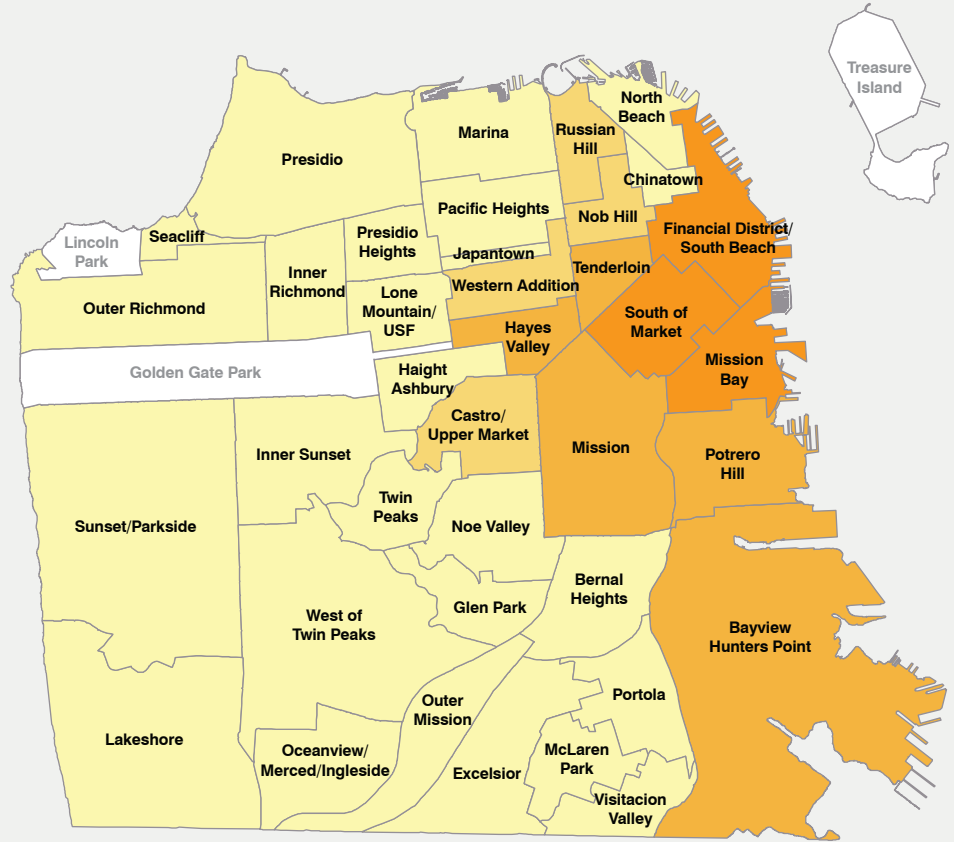 Treasure
Island
North
Beach
Marina
Russian
Hill
Presidio
Chinatown
Pacific Heights
Nob Hill
Seacliff
Lincoln
Park
Presidio
Heights
Financial District/
South Beach
Japantown
Tenderloin
Inner
Richmond
Western Addition
Outer Richmond
Lone
Mountain/
USF
South of
Market
Hayes
Valley
Mission
Bay
Golden Gate Park
Haight
Ashbury
Castro/
Upper Market
Inner Sunset
Mission
Potrero
Hill
Twin
Peaks
Sunset/Parkside
Noe Valley
Bernal
Heights
Glen Park
West of
Twin Peaks
Bayview
Hunters Point
Portola
Outer
Mission
Lakeshore
Oceanview/
Merced/Ingleside
McLaren
Park
Excelsior
Visitacion
Valley